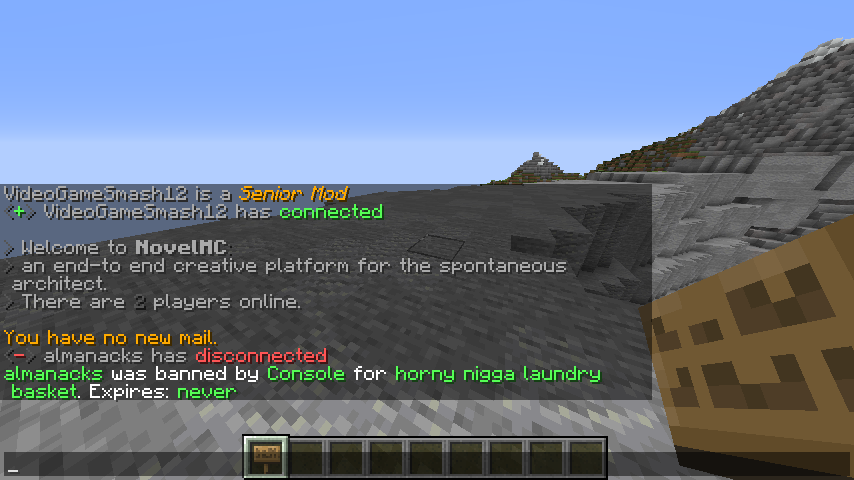 VideoGameSmash12 is a Senior Mod
<+> VideoGameSmash12 has connected
> Welcome to NovelMC
> an end-to end creative platform for the spontaneous
architect.
> There are 2 players online.
You have no new mail.
<-> almanacks has disconnected
almanacks was banned by Console for horny nigga laundry
basket. Expires: never
_